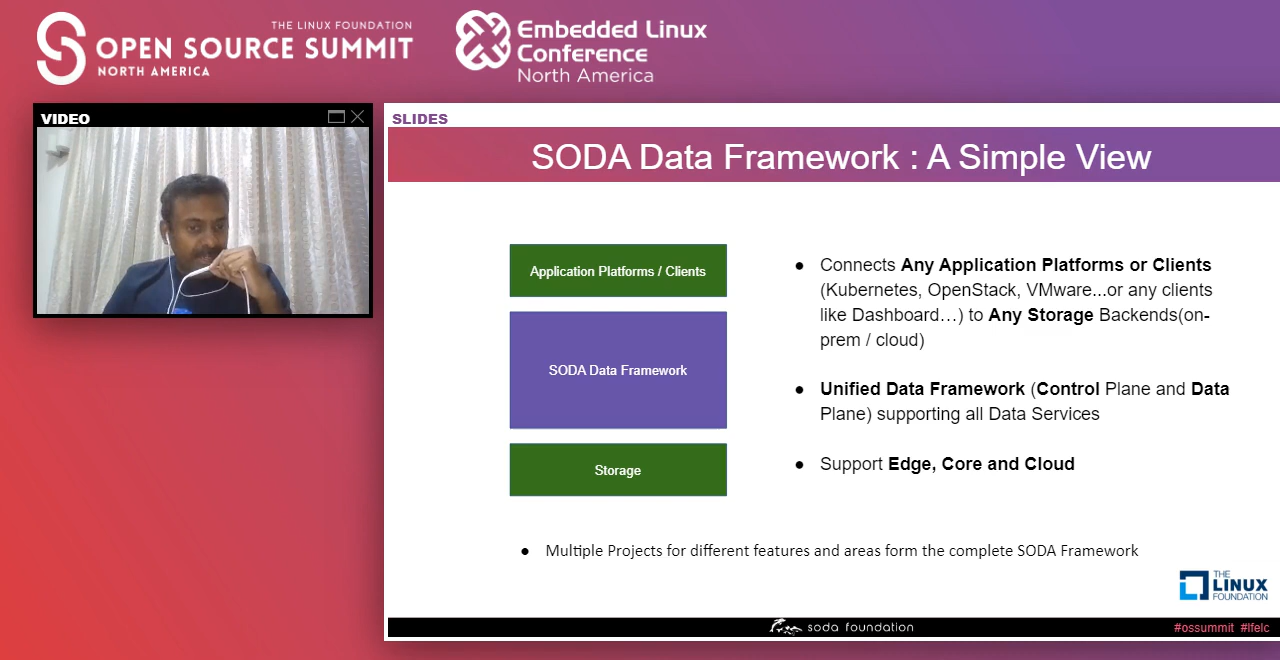 THE LINUX FOUNDATION
OPEN SOURCE SUMMIT
NORTH AMERICA
Embedded Linux
Conference
North America
VIDEO
SLIDES
SODA Data Framework : A Simple View
Application Platforms / Clients
SODA Data Framework
Storage
● Connects Any Application Platforms or Clients
(Kubernetes, OpenStack, VMware...or any clients
like Dashboard…) to Any Storage Backends(on-
prem / cloud)
● Unified Data Framework (Control Plane and Data
Plane) supporting all Data Services
● Support Edge, Core and Cloud
● Multiple Projects for different features and areas form the complete SODA Framework
THE
LINUX
FOUNDATION
soda foundation
#ossummit #lfelc